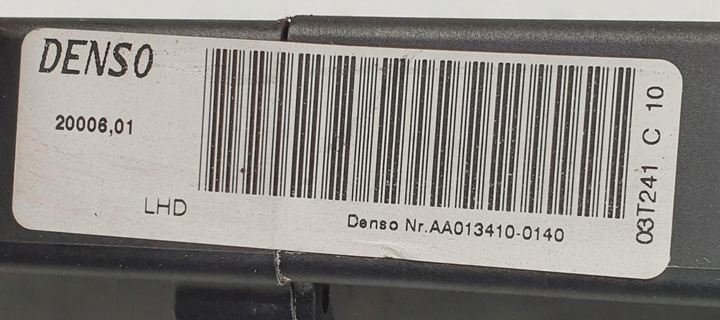 DENSO
20006,01
LHD
Denso Nr.AA013410-0140
03T241 C 10